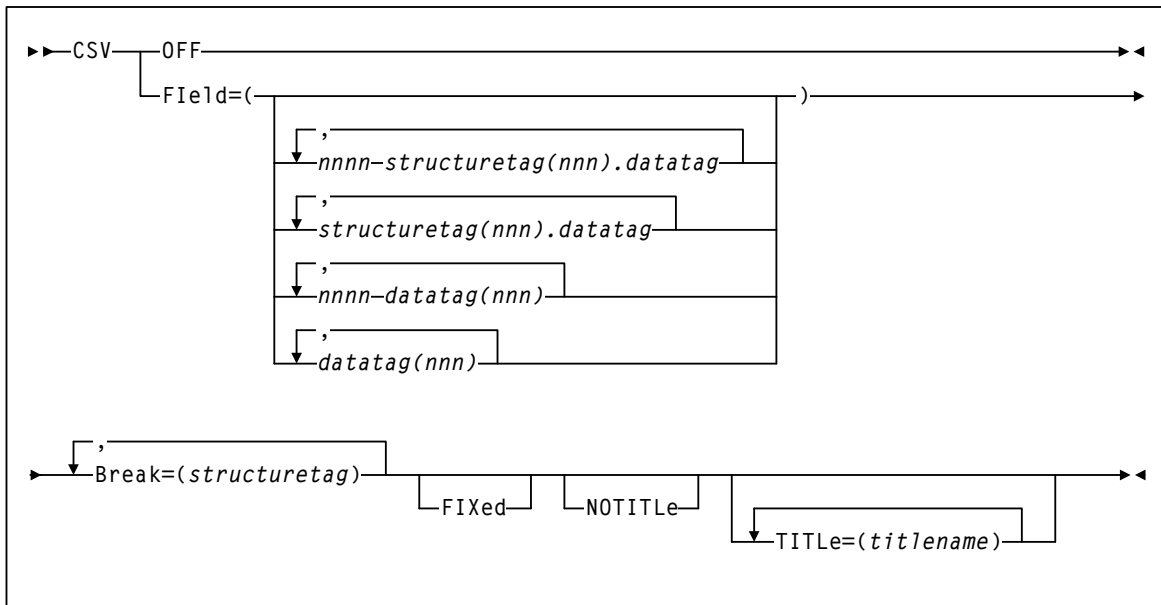 CSV OFF
FIeld=( )
,
nnnn-structuretag(nnn).datatag
,
structuretag(nnn).datatag
,
nnnn-datatag(nnn)
,
datatag(nnn)
,
Break=(structuretag)
FIXed NOTITLe
TITLe=(titlename)